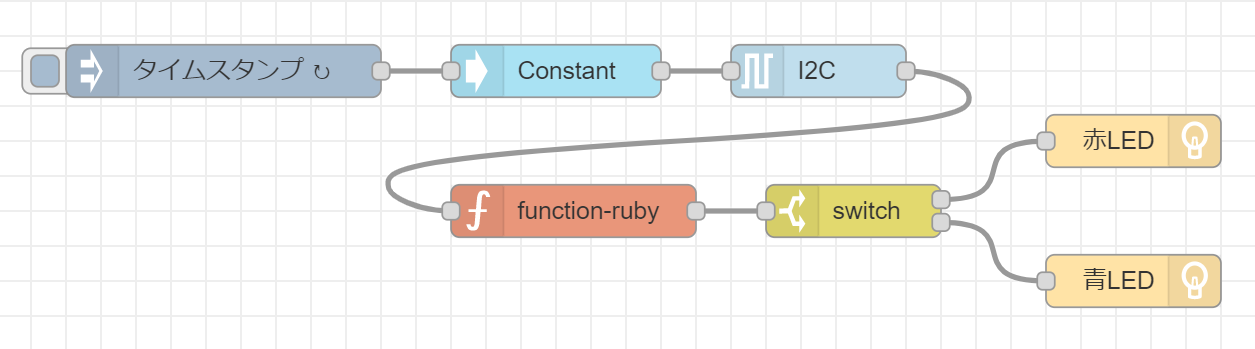 タイムスタンプ ↻
Constant
I2C
赤LED
function-ruby
switch
青LED